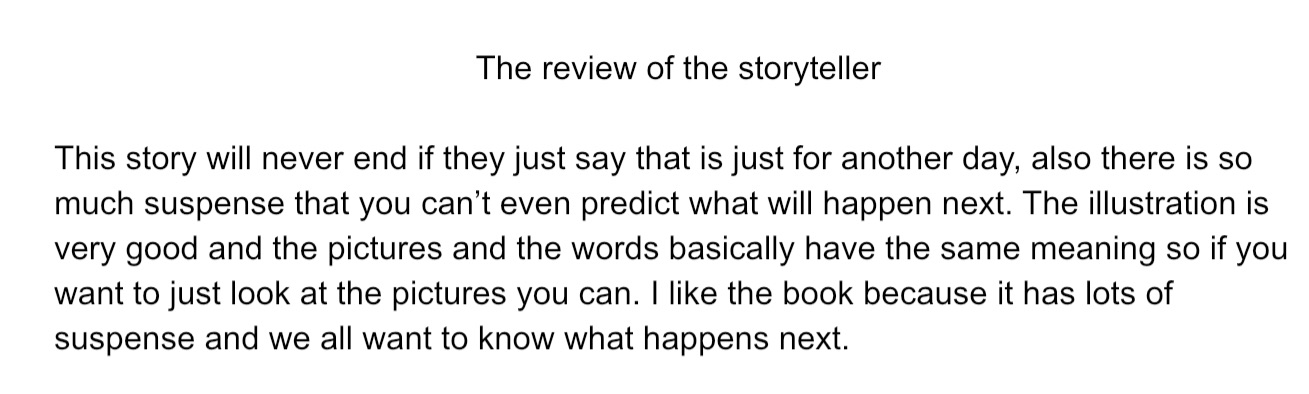 The review of the storyteller
This story will never end if they just say that is just for another day, also there is so
much suspense that you can’t even predict what will happen next. The illustration is
very good and the pictures and the words basically have the same meaning so if you
want to just look at the pictures you can. I like the book because it has lots of
suspense and we all want to know what happens next.